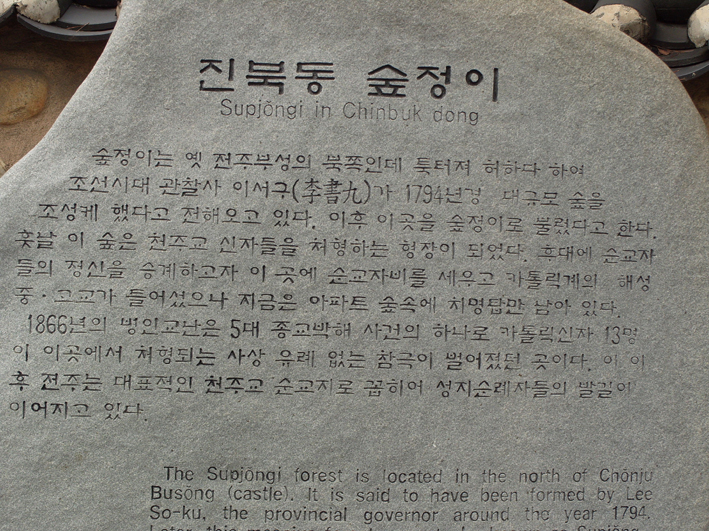 진북동 숲정이
Supjŏngi in Chinbuk dong
숲정이는 옛 전주부성의 북쪽인데 툭터져 허하다 하여
조선시대 관찰사 이서구(李書九)가 1794년경 대규모 숲을
조성케 했다고 전해오고 있다. 이후 이곳을 숲정이로 불렀다고 한다.
훗날 이 숲은 천주교 신자들을 처형하는 형장이 되었다. 후대에 순교자
들의 정신을 승계하고자 이 곳에 순교자비를 세우고 카톨릭계의 해성
중·고교가 들어섰으나 지금은 아파트 숲속에 치명탑만 남아 있다.
1866년의 병인교난은 5대 종교박해 사건의 하나로 카톨릭신자 13명
이 이곳에서 처형되는 사상 유례 없는 참극이 벌어졌던 곳이다. 이 이
후 전주는 대표적인 천주교 순교지로 꼽히어 성지순례자들의 발길이
이어지고 있다.
The Supjŏngi forest is located in the north of Chŏnju
Busŏng (castle). It is said to have been formed by Lee
So-ku, the provincial governor around the year 1794.